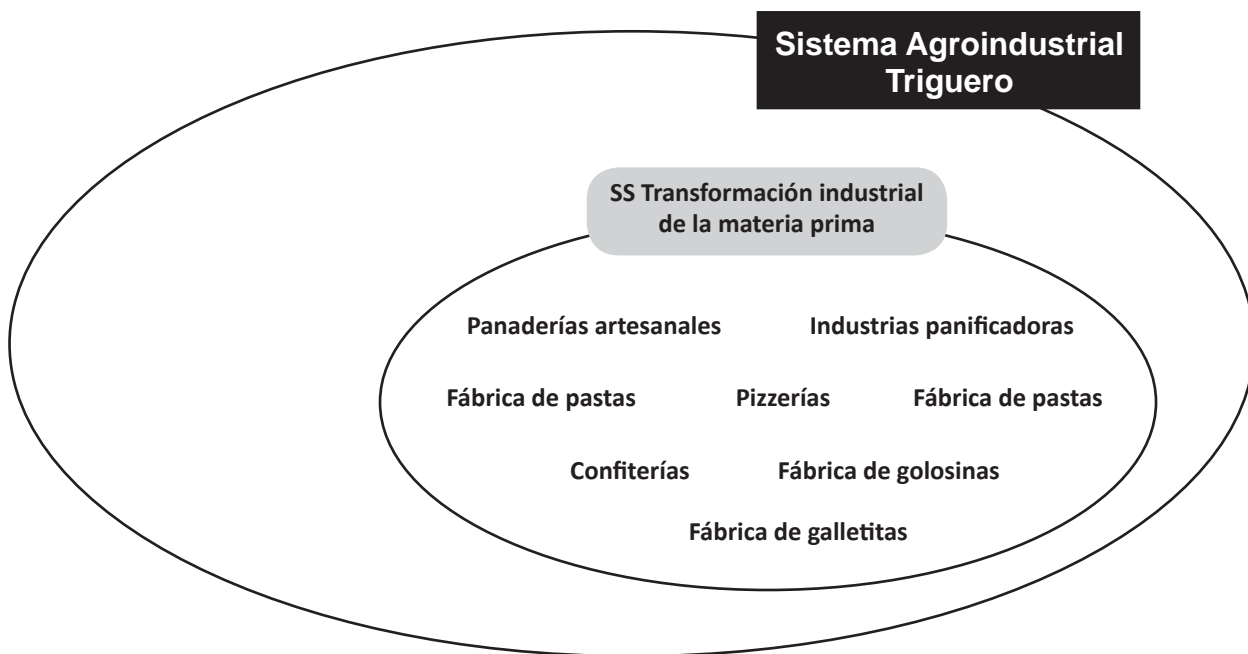 Sistema Agroindustrial
Triguero
SS Transformación industrial
de la materia prima
Panaderías artesanales
Industrias panificadoras
Fábrica de pastas
Pizzerías
Fábrica de pastas
Confiterías
Fábrica de golosinas
Fábrica de galletitas